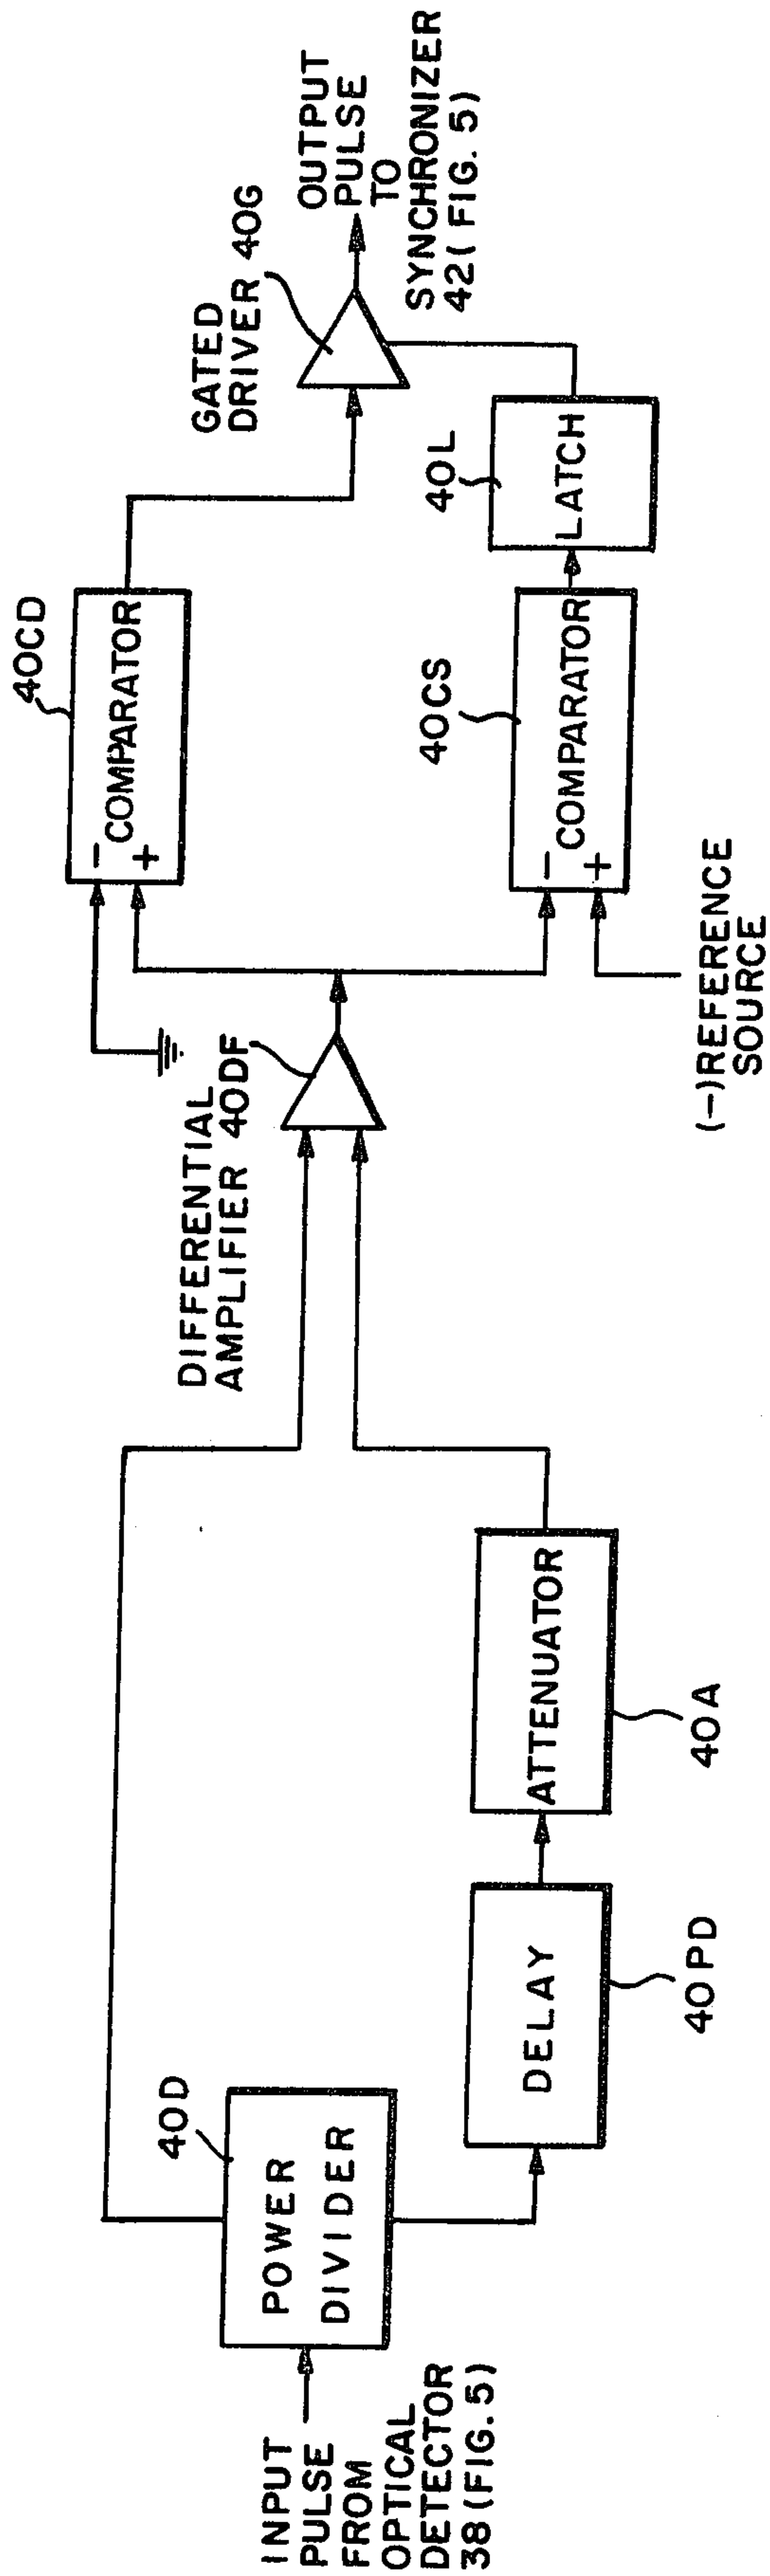 INPUT
PULSE
FROM
OPTICAL
DETECTOR
38 (FIG. 5)
40D
POWER
DIVIDER
DELAY
40PD
ATTENUATOR
40A
DIFFERENTIAL
AMPLIFIER 40DF
40CD
-
+
COMPARATOR
40CS
-
+
COMPARATOR
(-)REFERENCE
SOURCE
40L
LATCH
GATED
DRIVER 40G
OUTPUT
PULSE
TO
SYNCHRONIZER
42( FIG. 5)